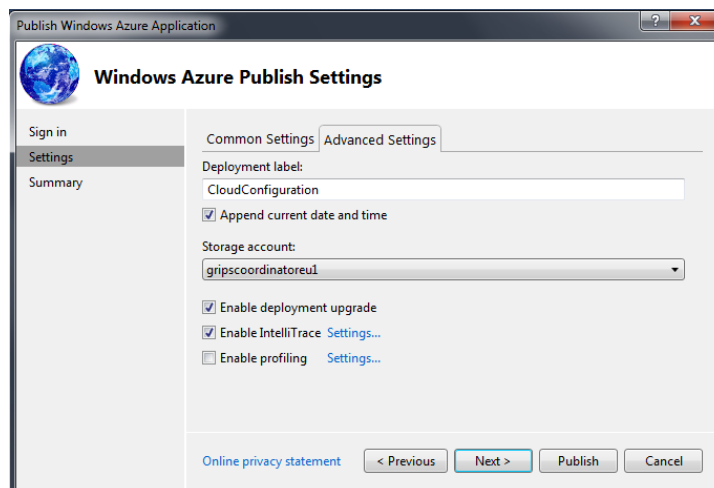 Publish Windows Azure Application
Windows Azure Publish Settings
Sign in
Settings
Summary
Common Settings Advanced Settings
Deployment label:
CloudConfiguration
Append current date and time
Storage account:
gripscoordinatoreu1
Enable deployment upgrade
Enable IntelliTrace Settings...
Enable profiling Settings...
Online privacy statement < Previous Next > Publish Cancel